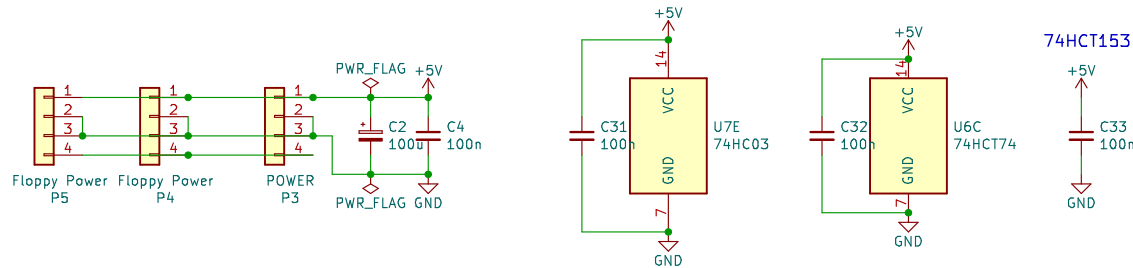 1
2
3
4
Floppy Power
P5
1
2
3
4
Floppy Power
P4
1
2
3
4
POWER
P3
PWR_FLAG
+5V
+
C2
100u
C4
100n
PWR_FLAG
GND
+5V
14
VCC
C31
100n
U7E
74HC03
GND
7
GND
+5V
14
VCC
C32
100n
U6C
74HCT74
GND
7
GND
74HCT153
+5V
C33
100n
GND